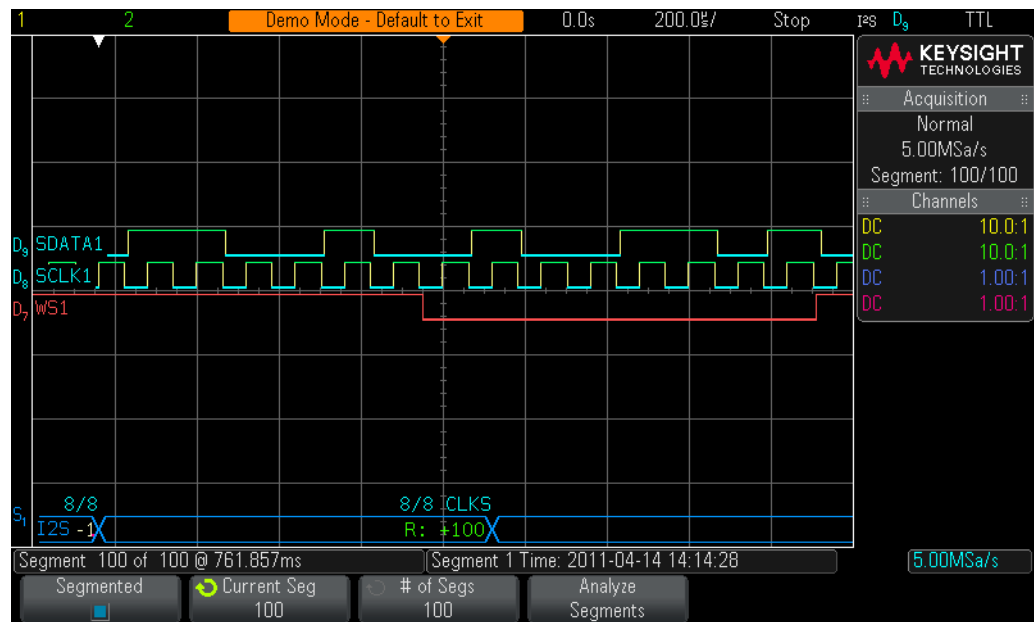 1 2 Demo Mode - Default to Exit 0.0s 200.0㎲/ Stop I²S D₉ TTL
KEYSIGHT
TECHNOLOGIES
Acquisition
Normal
5.00MSa/s
Segment: 100/100
Channels
DC 10.0:1
DC 10.0:1
DC 1.00:1
DC 1.00:1
D₉ SDATA1
D₈ SCLK1
D₇ WS1
8/8 8/8 CLKS
S₁ I2S -1 R: +100
Segment 100 of 100 @ 761.857ms Segment 1 Time: 2011-04-14 14:14:28 5.00MSa/s
Segmented Current Seg # of Segs Analyze
100 100 Segments